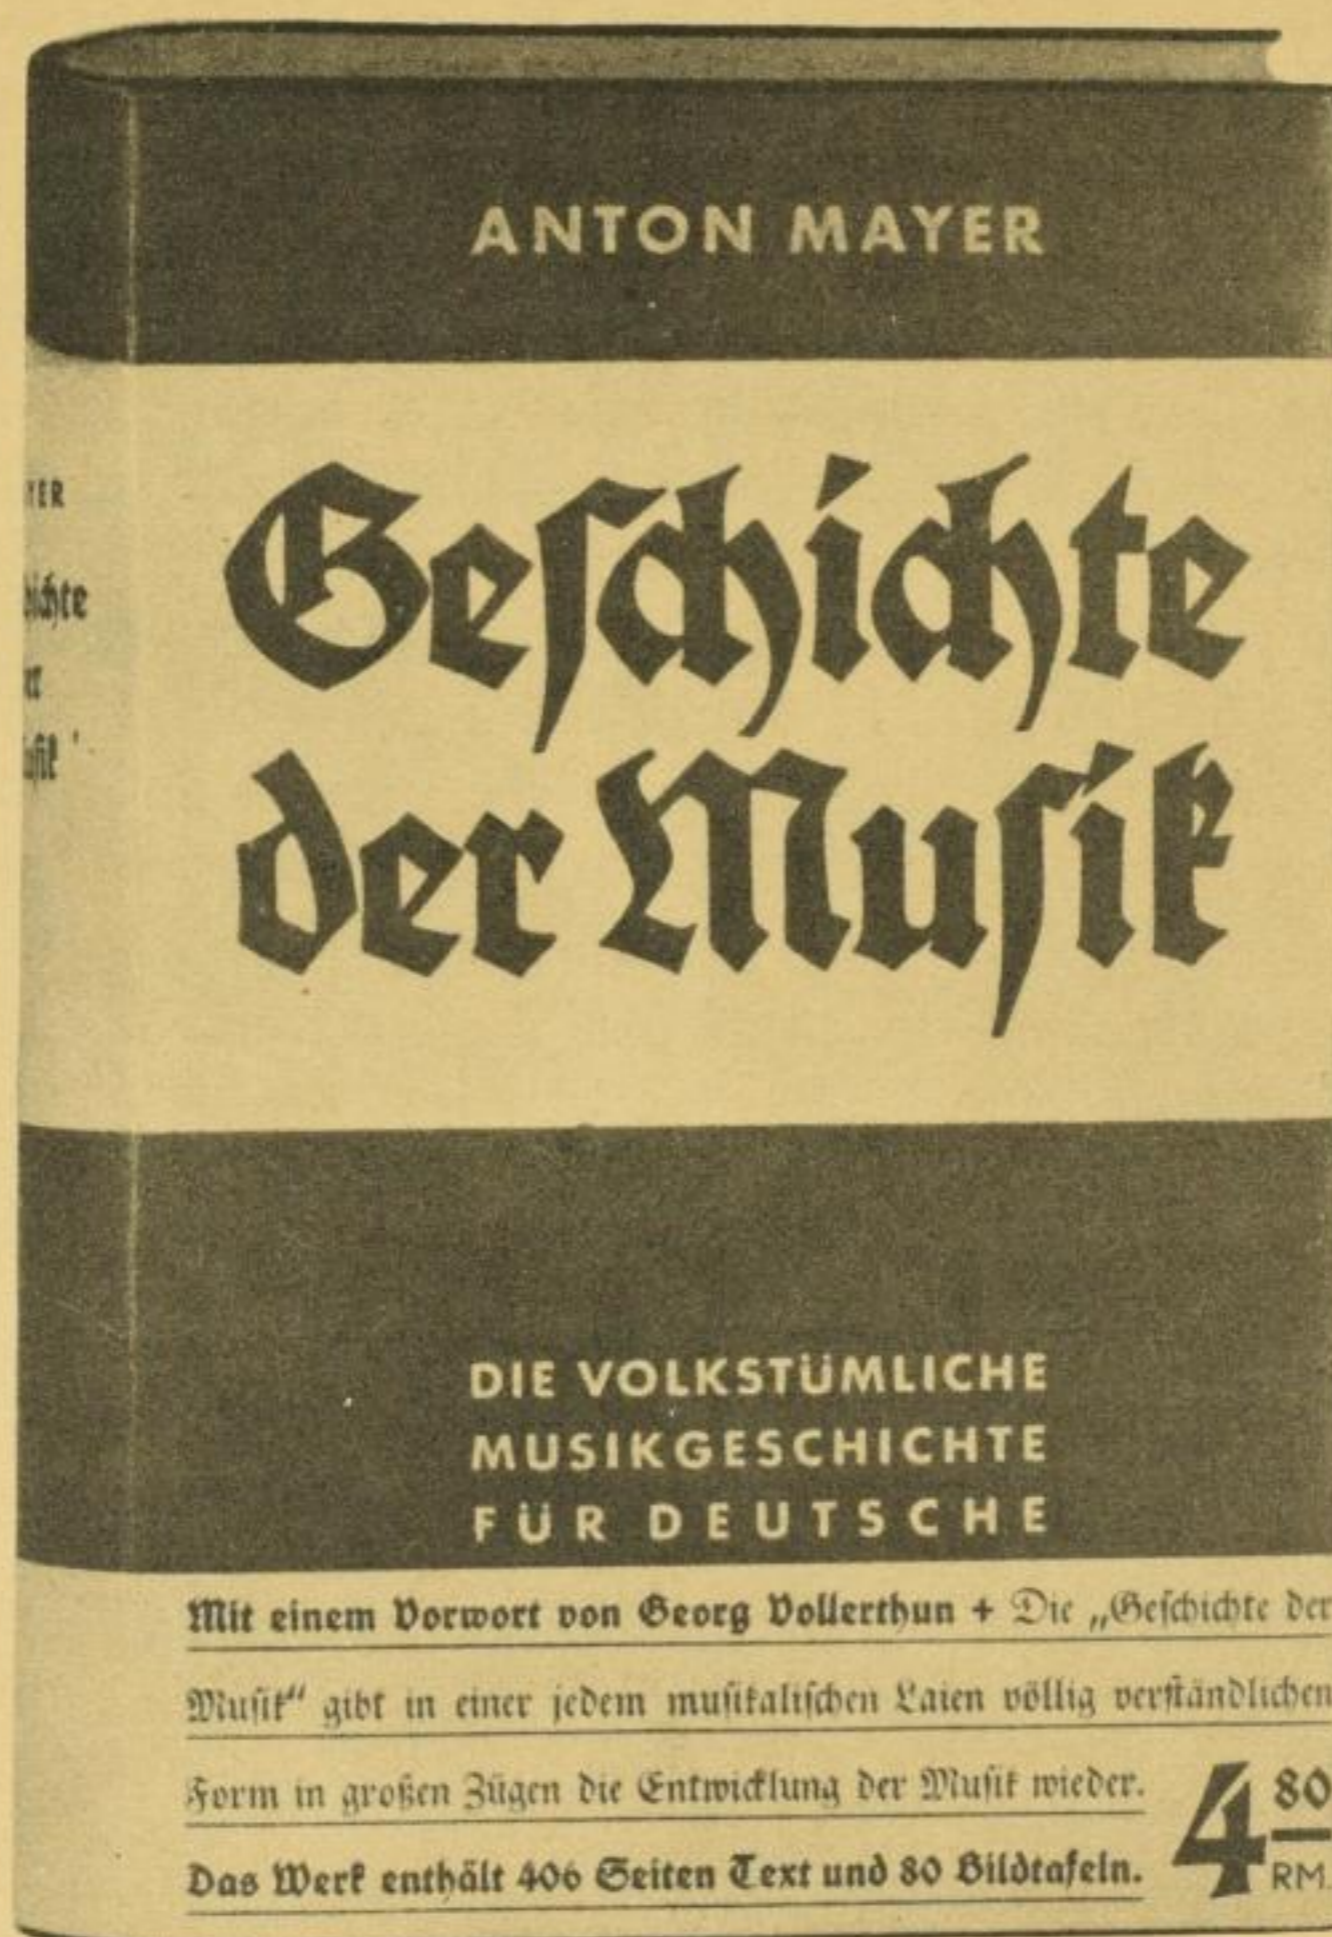 ANTON MAYER
Geſchichte
der Muſik
DIE VOLKSTÜMLICHE
MUSIKGESCHICHTE
FÜR DEUTSCHE
Mit einem Vorwort von Georg Vollerthun + Die „Geſchichte der
Muſik“ gibt in einer jedem muſikaliſchen Laien völlig verſtändlichen
Form in großen Zügen die Entwicklung der Muſik wieder.
Das Werk enthält 406 Seiten Text und 80 Bildtafeln.
4 80
RM.